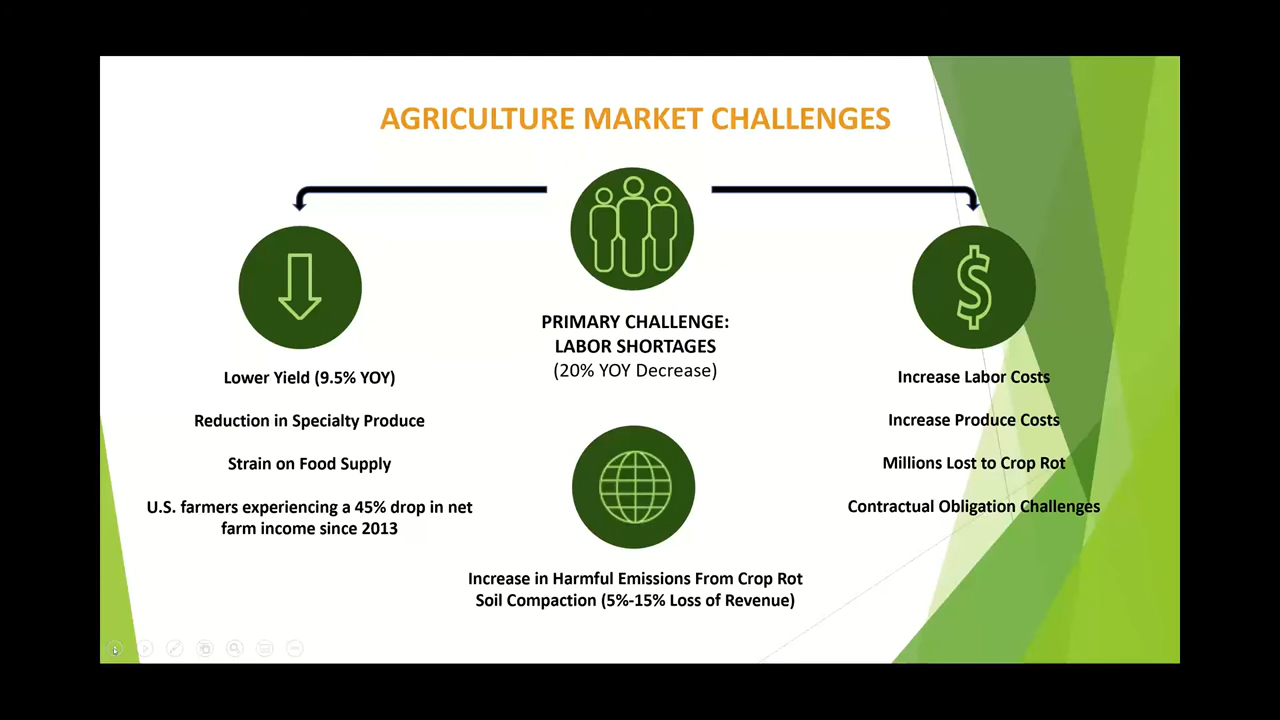 AGRICULTURE MARKET CHALLENGES
PRIMARY CHALLENGE:
LABOR SHORTAGES
(20% YOY Decrease)
Lower Yield (9.5% YOY)
Reduction in Specialty Produce
Strain on Food Supply
U.S. farmers experiencing a 45% drop in net
farm income since 2013
$
Increase Labor Costs
Increase Produce Costs
Millions Lost to Crop Rot
Contractual Obligation Challenges
Increase in Harmful Emissions From Crop Rot
Soil Compaction (5%-15% Loss of Revenue)